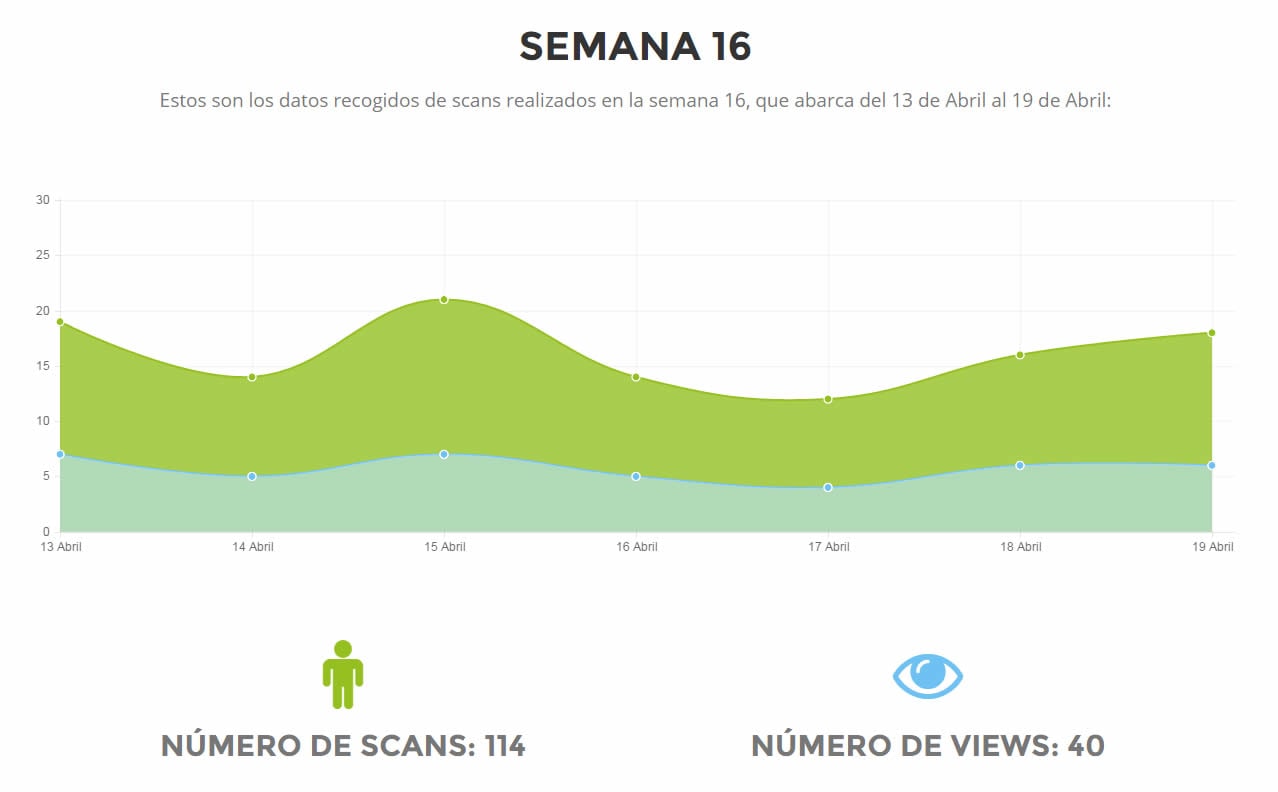 SEMANA 16
Estos son los datos recogidos de scans realizados en la semana 16, que abarca del 13 de Abril al 19 de Abril:
30
25
20
15
10
5
0
13 Abril 14 Abril 15 Abril 16 Abril 17 Abril 18 Abril 19 Abril
NÚMERO DE SCANS: 114 NÚMERO DE VIEWS: 40